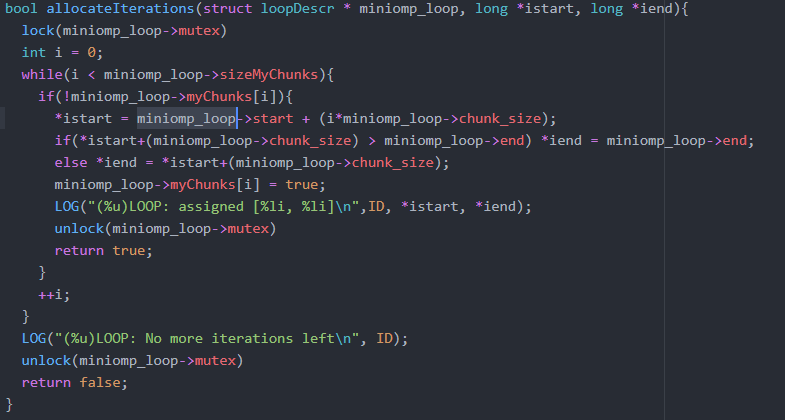 bool allocateIterations(struct loopDescr * miniomp_loop, long *istart, long *iend){
lock(miniomp_loop->mutex)
int i = 0;
while(i < miniomp_loop->sizeMyChunks){
if(!miniomp_loop->myChunks[i]){
*istart = miniomp_loop->start + (i*miniomp_loop->chunk_size);
if(*istart+(miniomp_loop->chunk_size) > miniomp_loop->end) *iend = miniomp_loop->end;
else *iend = *istart+(miniomp_loop->chunk_size);
miniomp_loop->myChunks[i] = true;
LOG("(%u)LOOP: assigned [%li, %li]\n",ID, *istart, *iend);
unlock(miniomp_loop->mutex)
return true;
}
++i;
}
LOG("(%u)LOOP: No more iterations left\n", ID);
unlock(miniomp_loop->mutex)
return false;
}